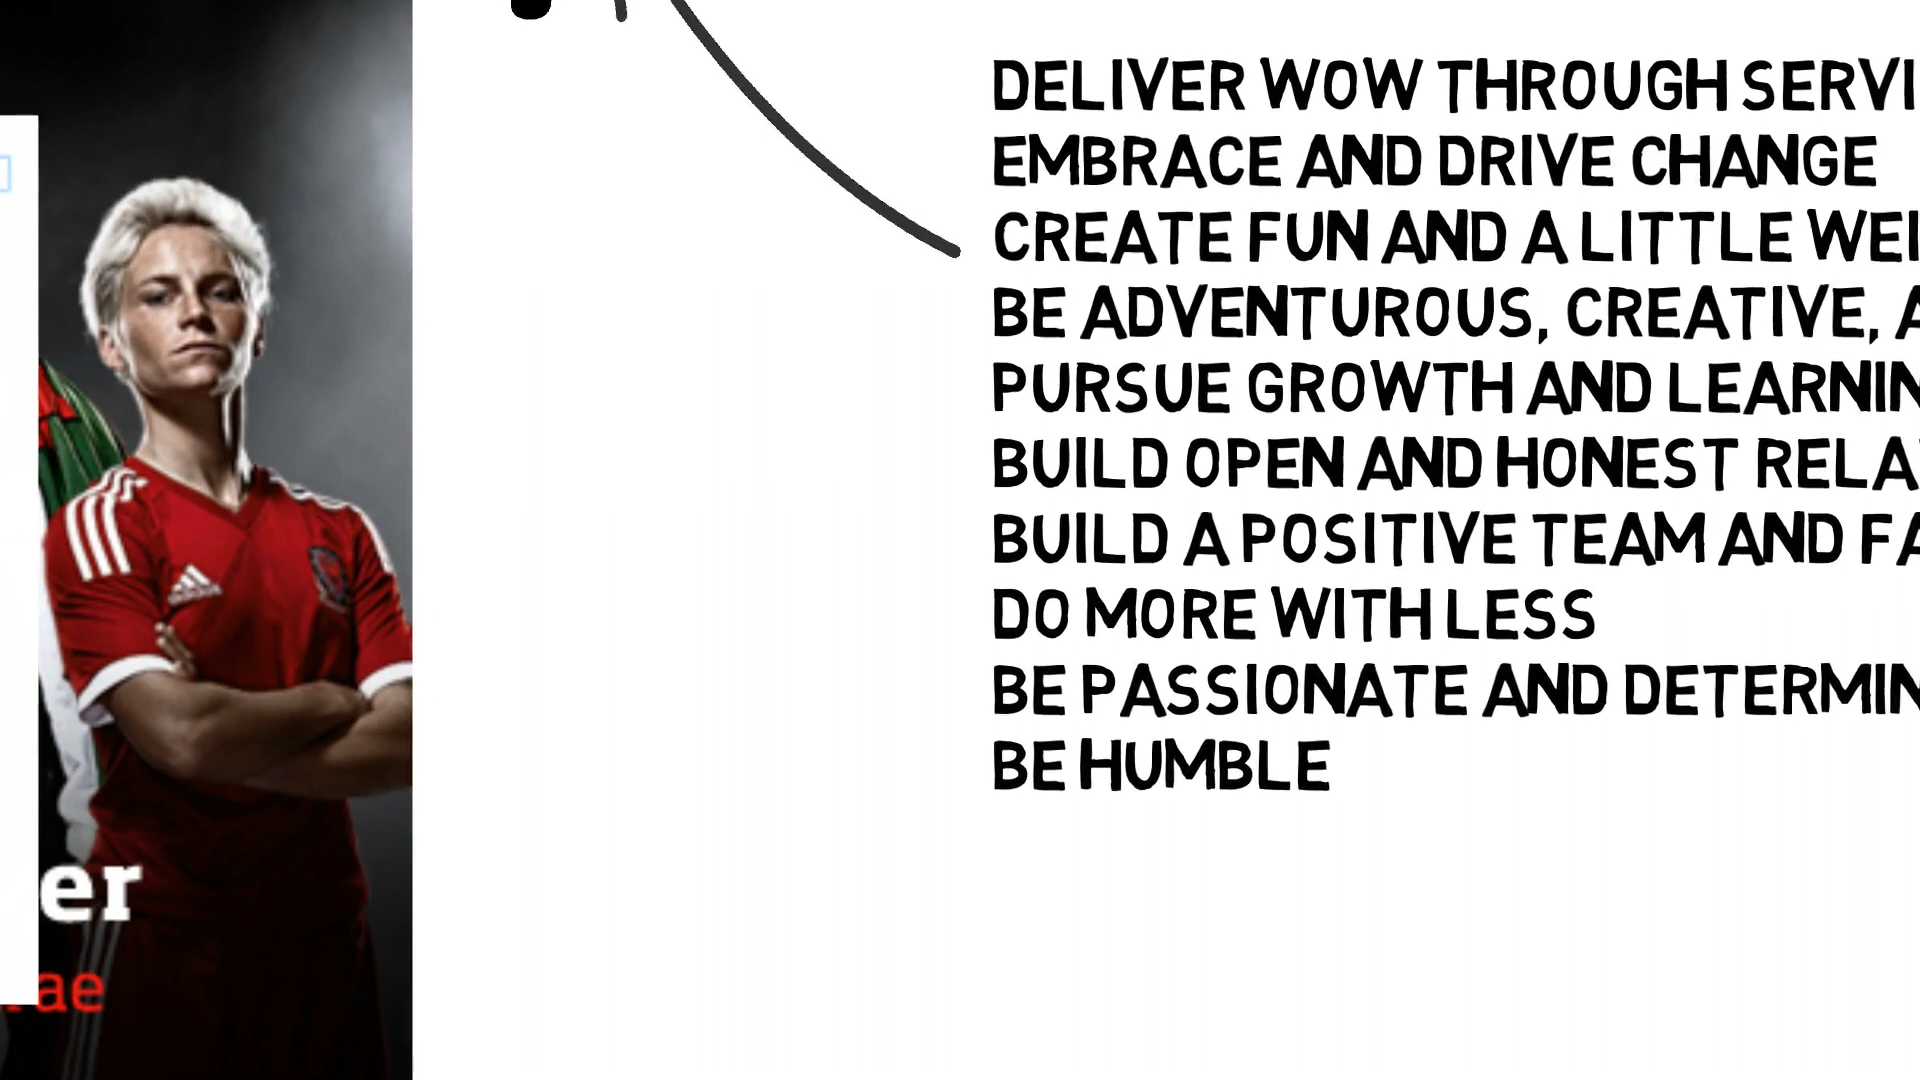 DELIVER WOW THROUGH SERVI
EMBRACE AND DRIVE CHANGE
CREATE FUN AND A LITTLE WEI
BE ADVENTUROUS, CREATIVE, A
PURSUE GROWTH AND LEARNIN
BUILD OPEN AND HONEST RELA
BUILD A POSITIVE TEAM AND FA
DO MORE WITH LESS
BE PASSIONATE AND DETERMIN
BE HUMBLE
er
rae